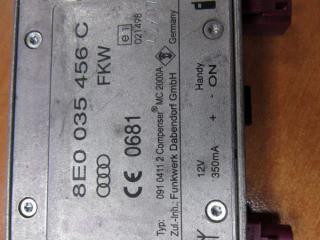 8E0 035 456 C
FKW
CE 0681
e1
021498
Typ: 091 0411 2 Compenser® MC 2000A
Zul.-Inh.: Funkwerk Dabendorf GmbH
Germany
12V + - Handy
350mA ON